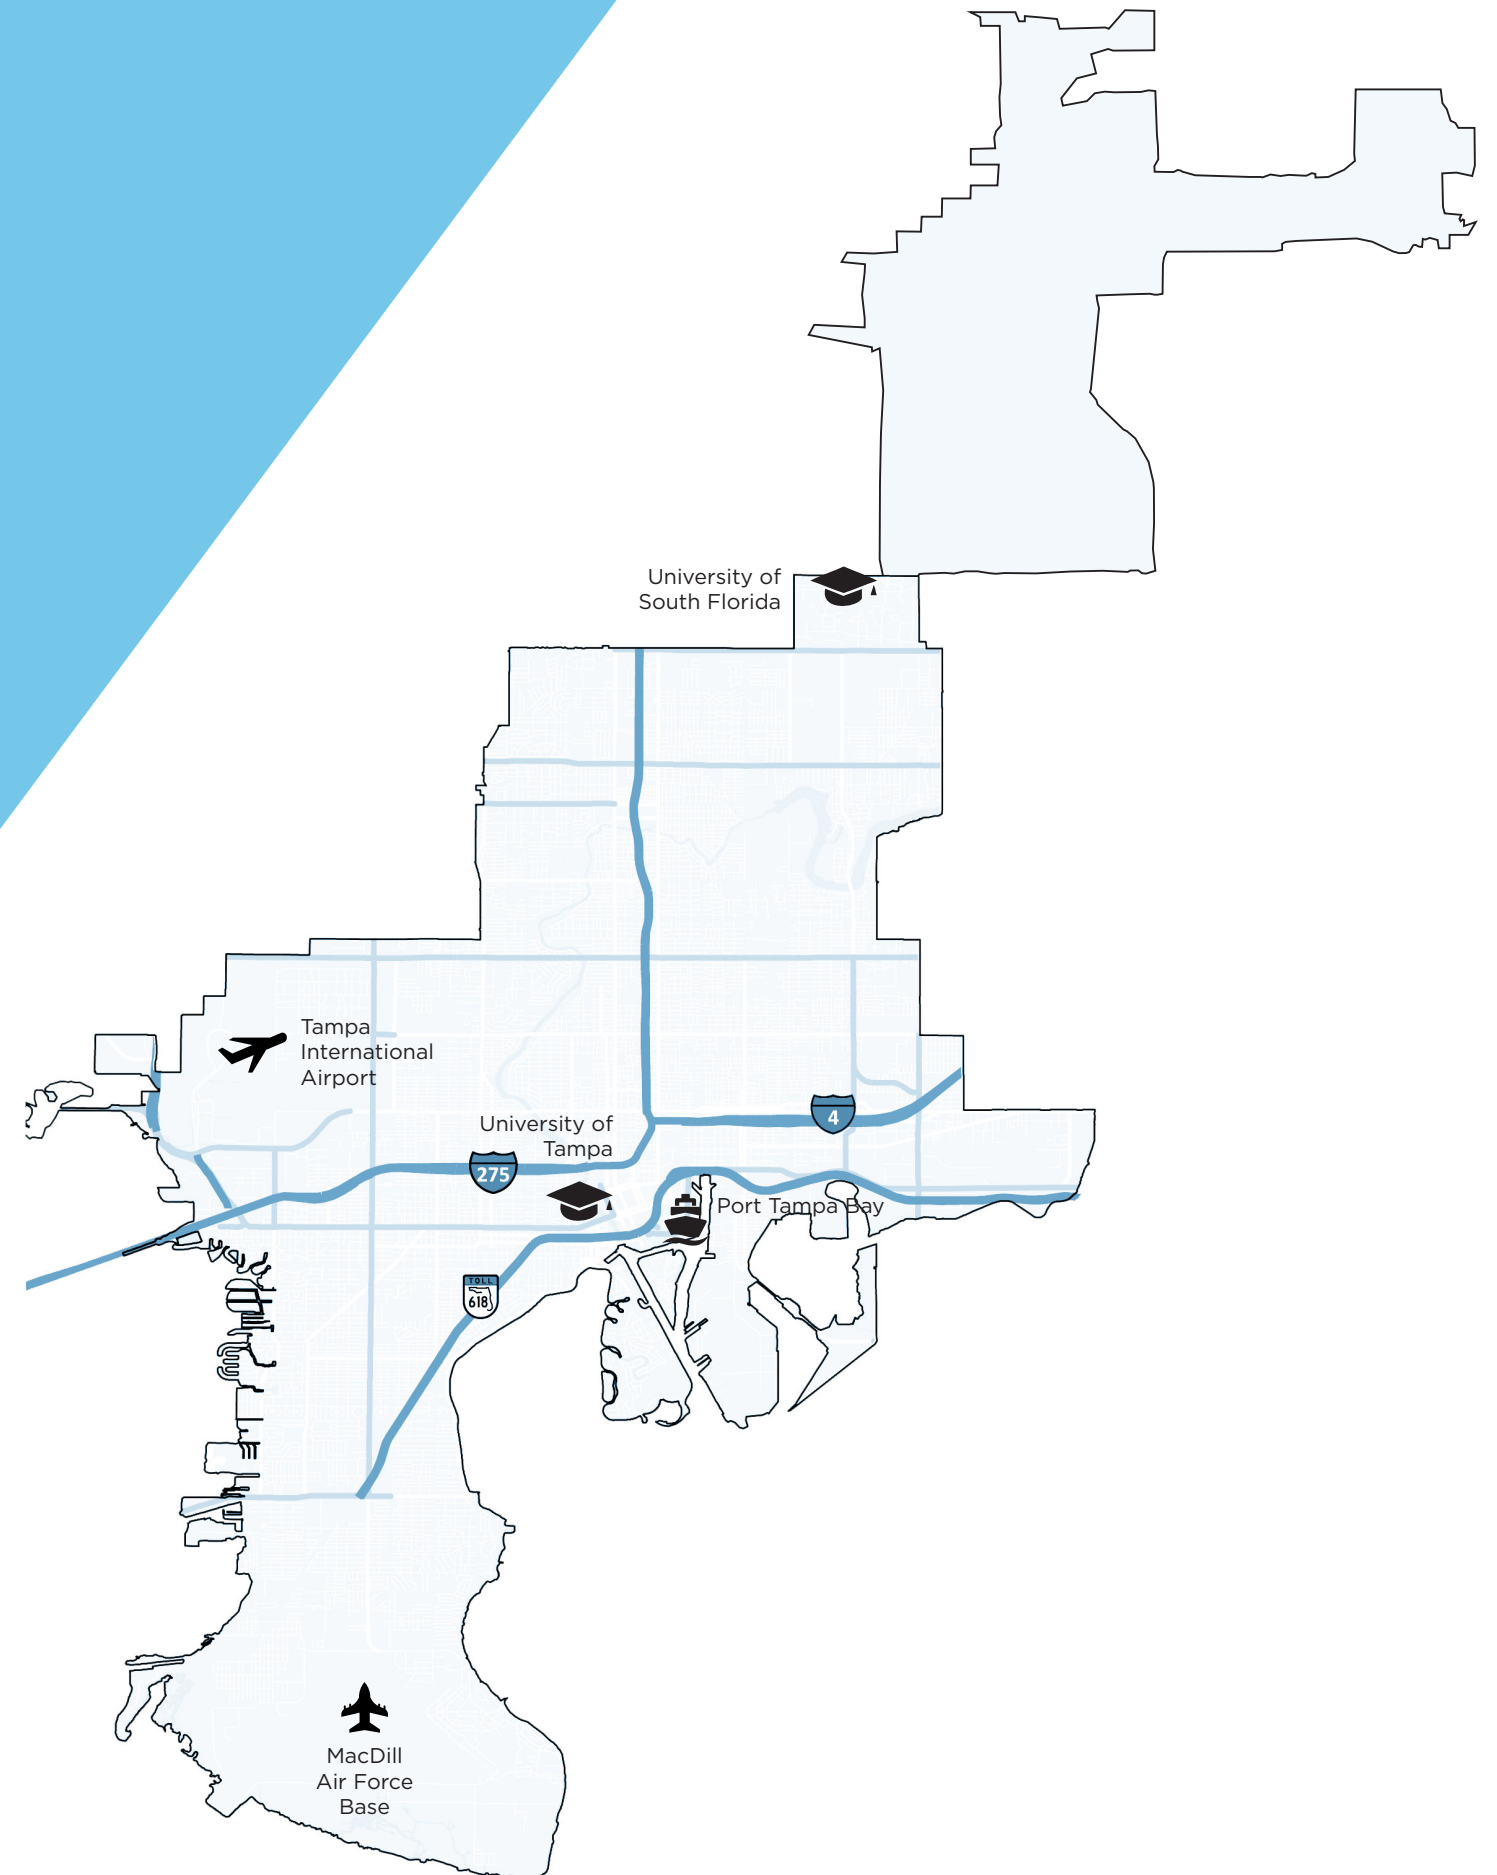 University of
South Florida
Tampa
International
Airport
University of
Tampa
4
275
Port Tampa Bay
TOLL
618
MacDill
Air Force
Base